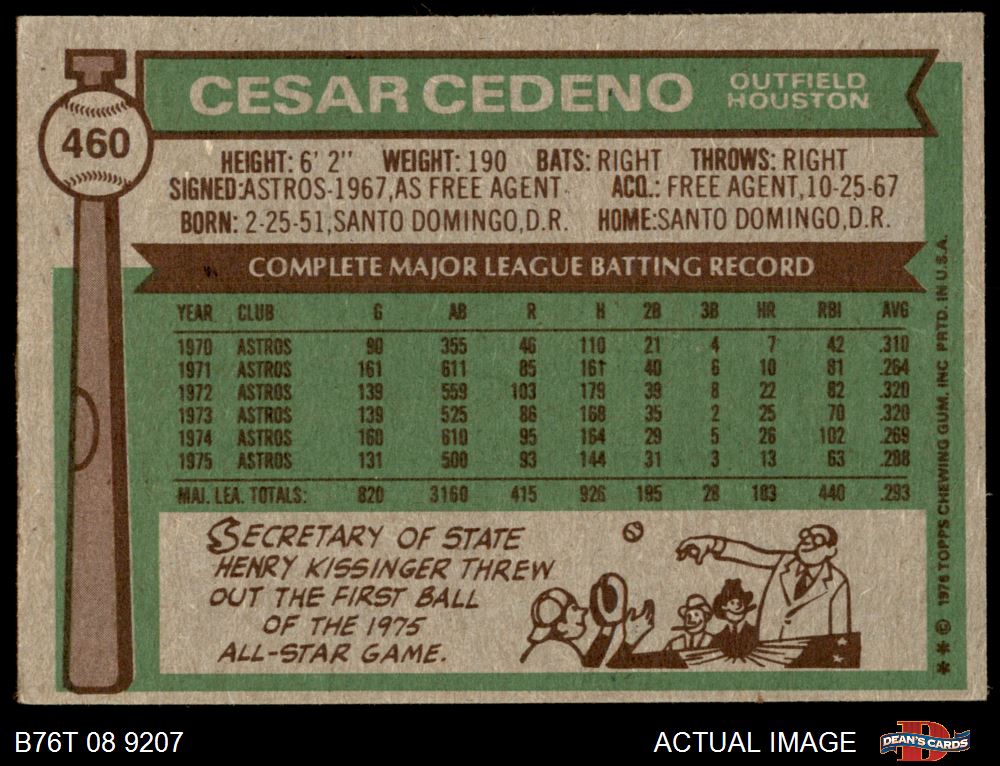 CESAR CEDENO
OUTFIELD
HOUSTON
460
HEIGHT: 6' 2" WEIGHT: 190 BATS: RIGHT THROWS: RIGHT
SIGNED: ASTROS-1967, AS FREE AGENT ACQ.: FREE AGENT, 10-25-67
BORN: 2-25-51, SANTO DOMINGO, D.R. HOME: SANTO DOMINGO, D.R.
COMPLETE MAJOR LEAGUE BATTING RECORD
YEAR CLUB G AB R H 2B 3B HR RBI AVG
1970 ASTROS 90 355 46 110 21 4 7 42 .310
1971 ASTROS 161 611 85 161 40 6 10 81 .264
1972 ASTROS 139 559 103 179 39 8 22 82 .320
1973 ASTROS 139 525 86 168 35 2 25 70 .320
1974 ASTROS 160 610 95 164 29 5 26 102 .269
1975 ASTROS 131 500 93 144 31 3 13 63 .288
MAJ. LEA. TOTALS: 820 3160 415 926 195 28 103 440 .293
SECRETARY OF STATE
HENRY KISSINGER THREW
OUT THE FIRST BALL
OF THE 1975
ALL-STAR GAME.
* * © 1976 TOPPS CHEWING GUM, INC PRTD. IN U.S.A.
B76T 08 9207
ACTUAL IMAGE
DEAN'S CARDS